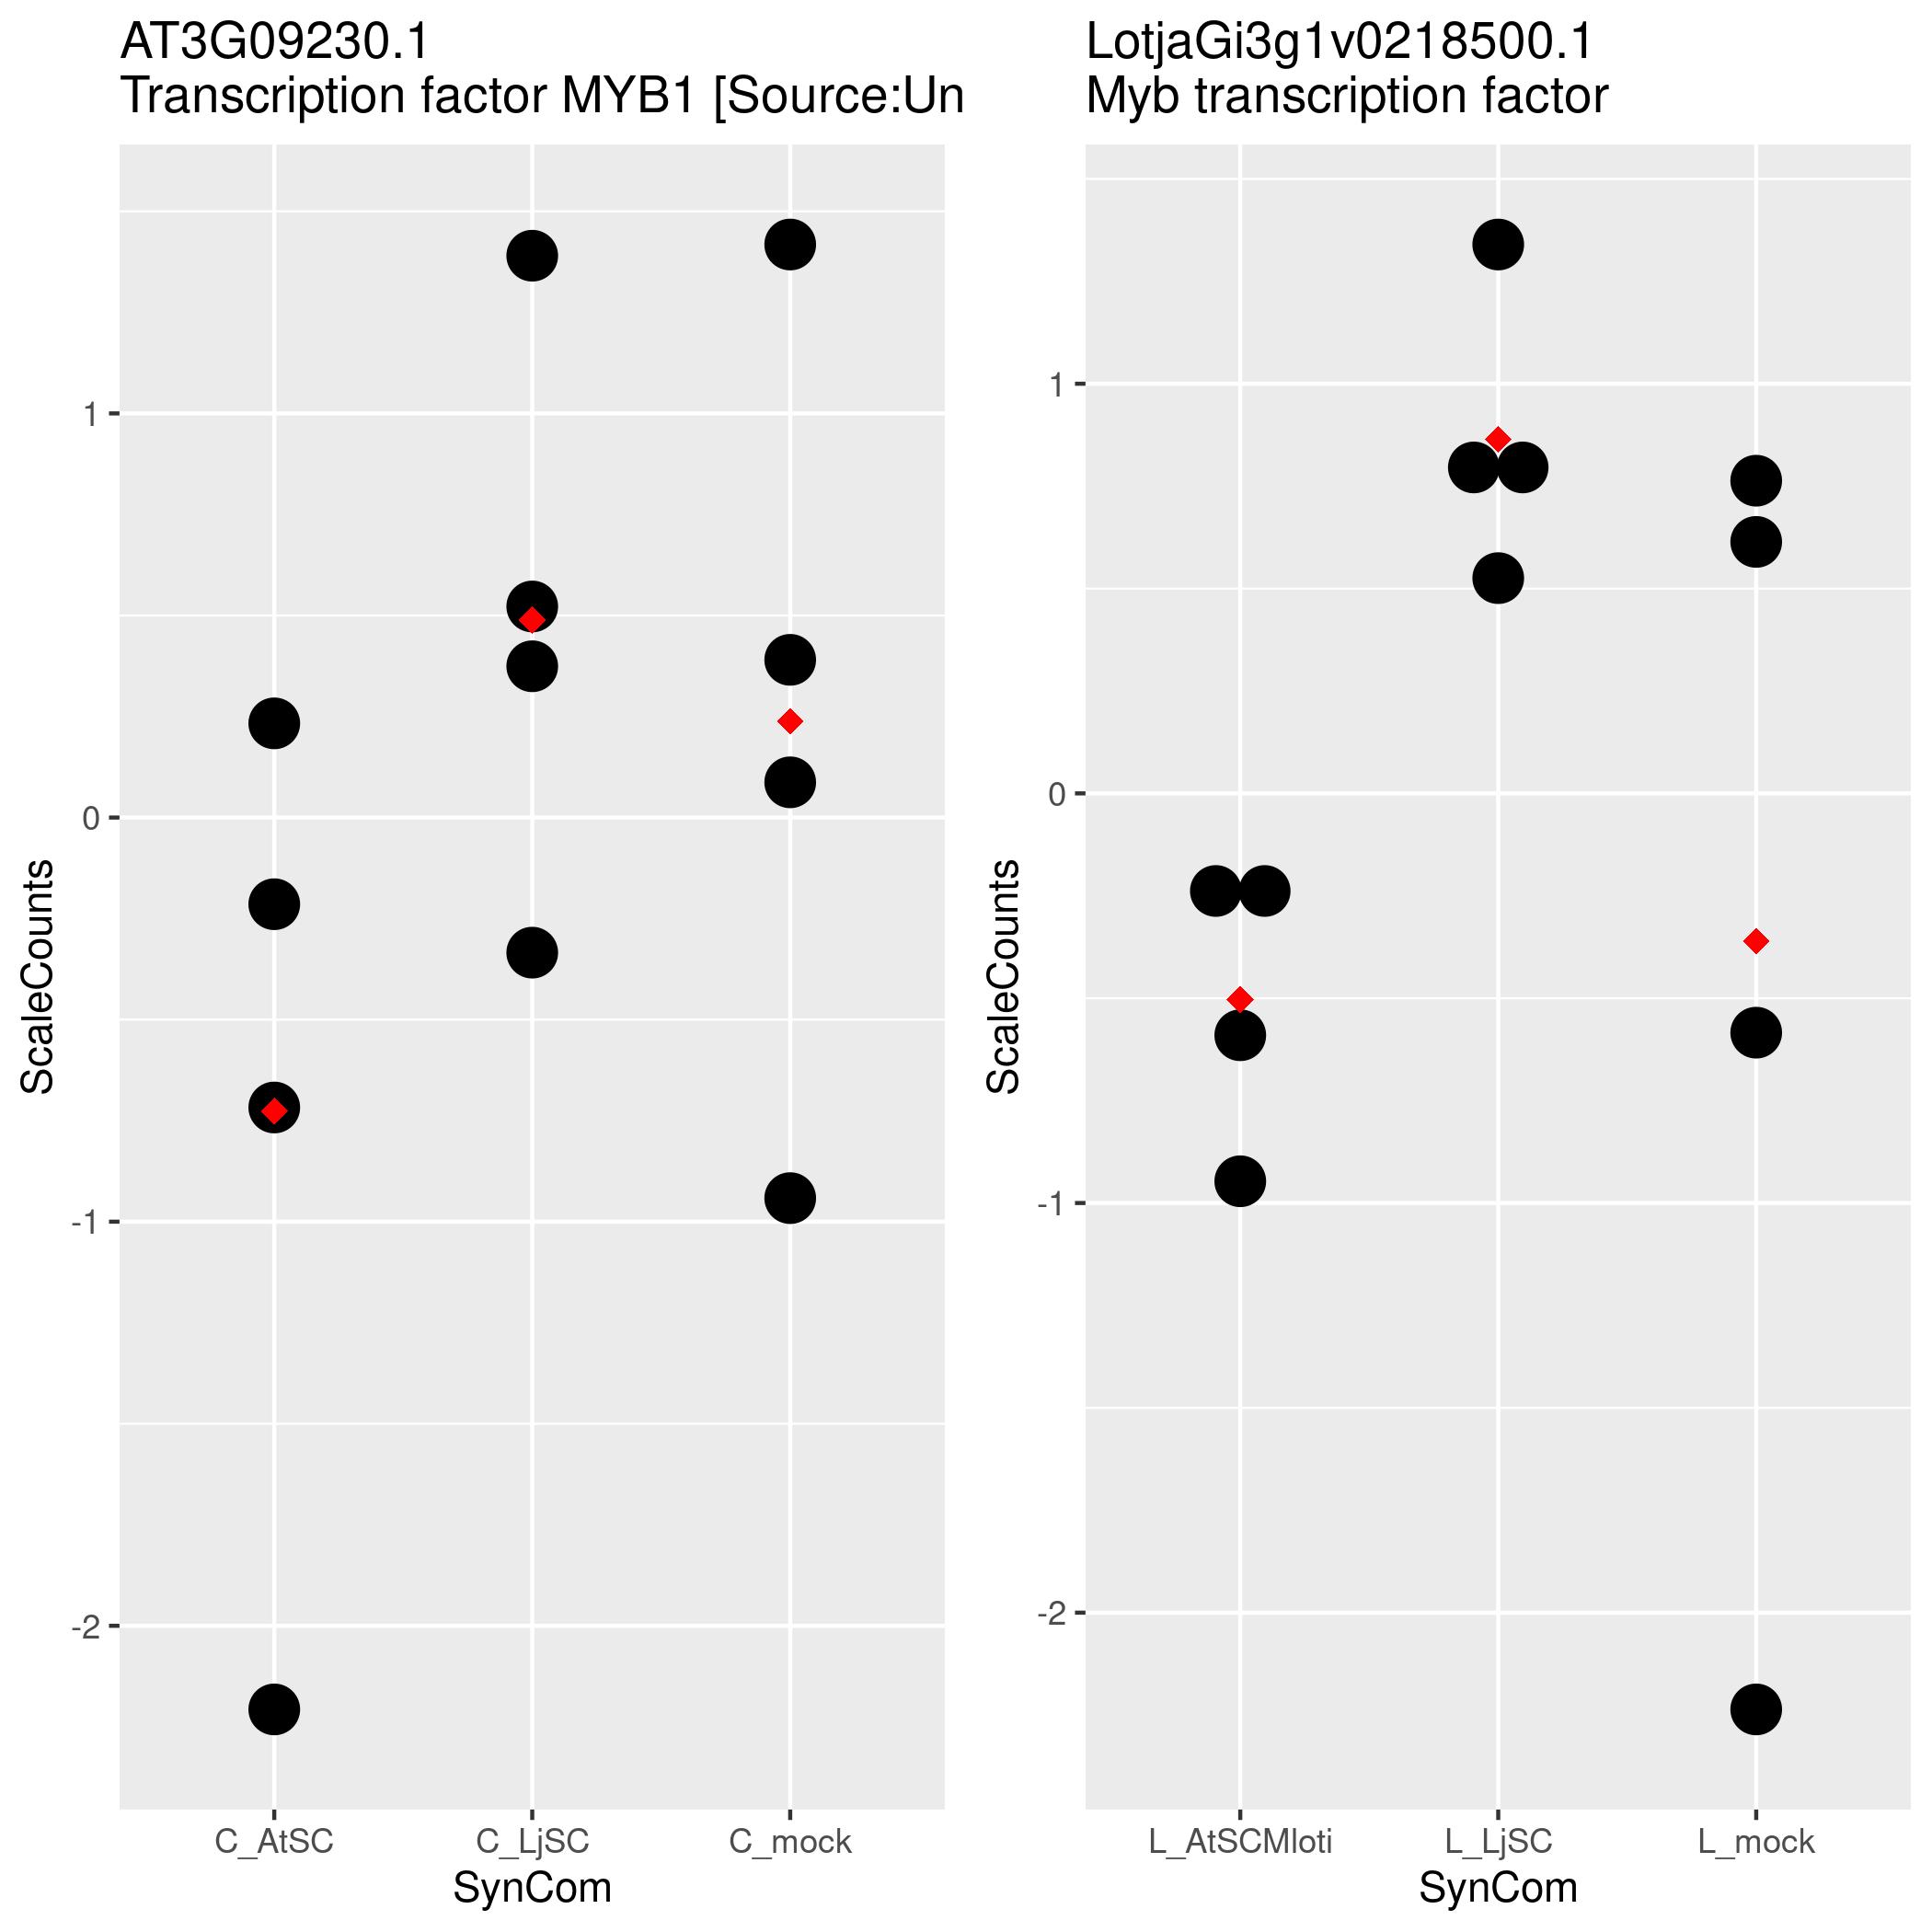 AT3G09230.1
Transcription factor MYB1 [Source:Un
ScaleCounts
1
0
-1
-2
C_AtSC C_LjSC C_mock
SynCom
LotjaGi3g1v0218500.1
Myb transcription factor
ScaleCounts
1
0
-1
-2
L_AtSCMloti L_LjSC L_mock
SynCom